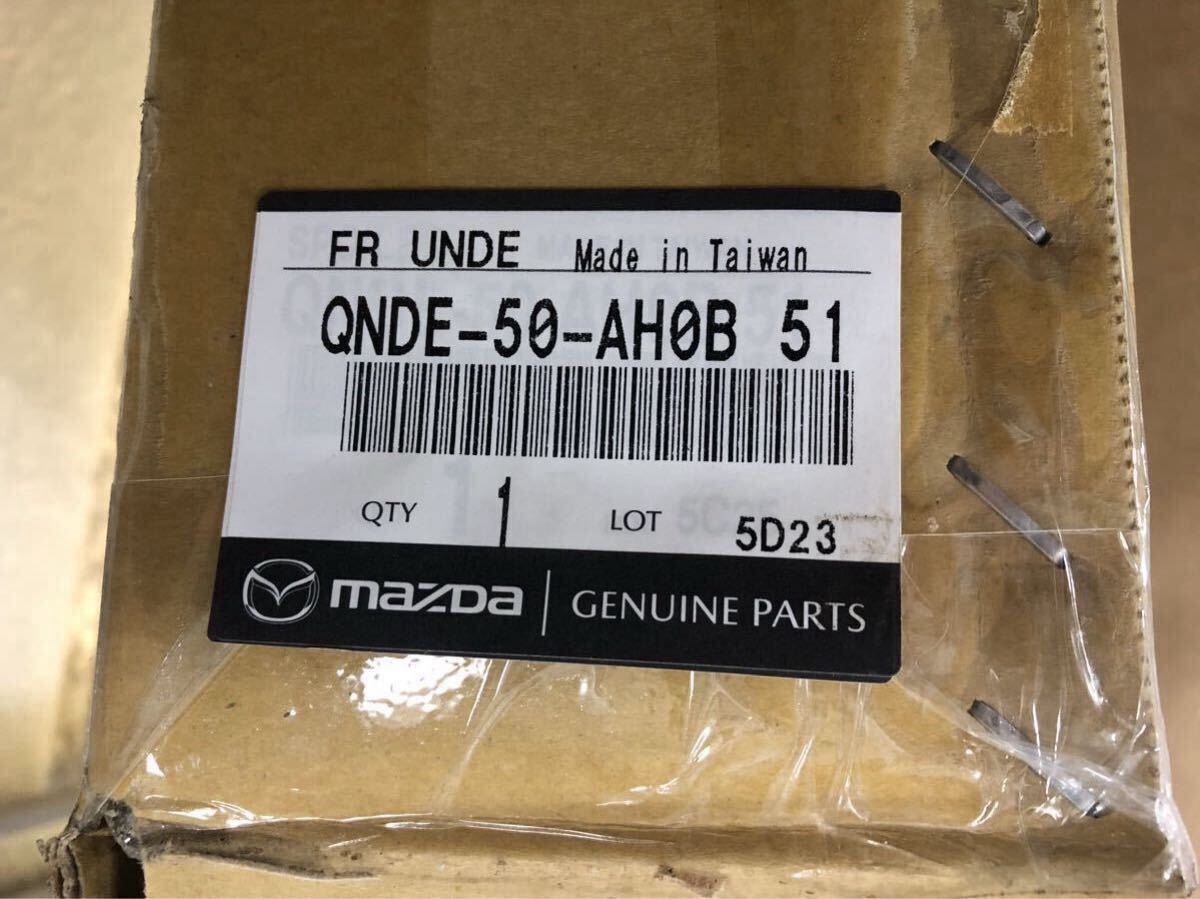 FR UNDE Made in Taiwan
QNDE-50-AH0B 51
QTY 1 LOT 5D23
mazda GENUINE PARTS